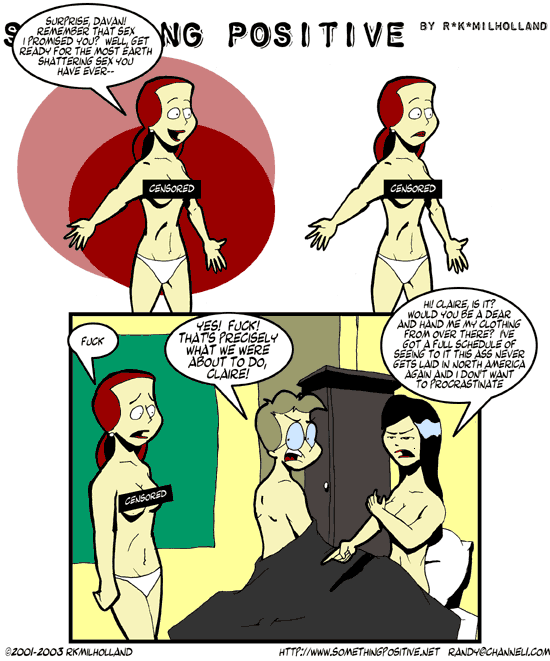 SURPRISE, DAVAN!
REMEMBER THAT SEX
I PROMISED YOU? WELL, GET
READY FOR THE MOST EARTH
SHATTERING SEX YOU
HAVE EVER--
NG POSITIVE
BY R*K*MILHOLLAND
CENSORED
CENSORED
FUCK
YES! FUCK!
THAT'S PRECISELY
WHAT WE WERE
ABOUT TO DO,
CLAIRE!
HI! CLAIRE, IS IT?
WOULD YOU BE A DEAR
AND HAND ME MY CLOTHING
FROM OVER THERE? I'VE
GOT A FULL SCHEDULE OF
SEEING TO IT THIS ASS NEVER
GETS LAID IN NORTH AMERICA
AGAIN AND I DON'T WANT
TO PROCRASTINATE
CENSORED
©2001-2003 RKMILHOLLAND
HTTP://WWW.SOMETHINGPOSITIVE.NET RANDY@CHANNEL1.COM